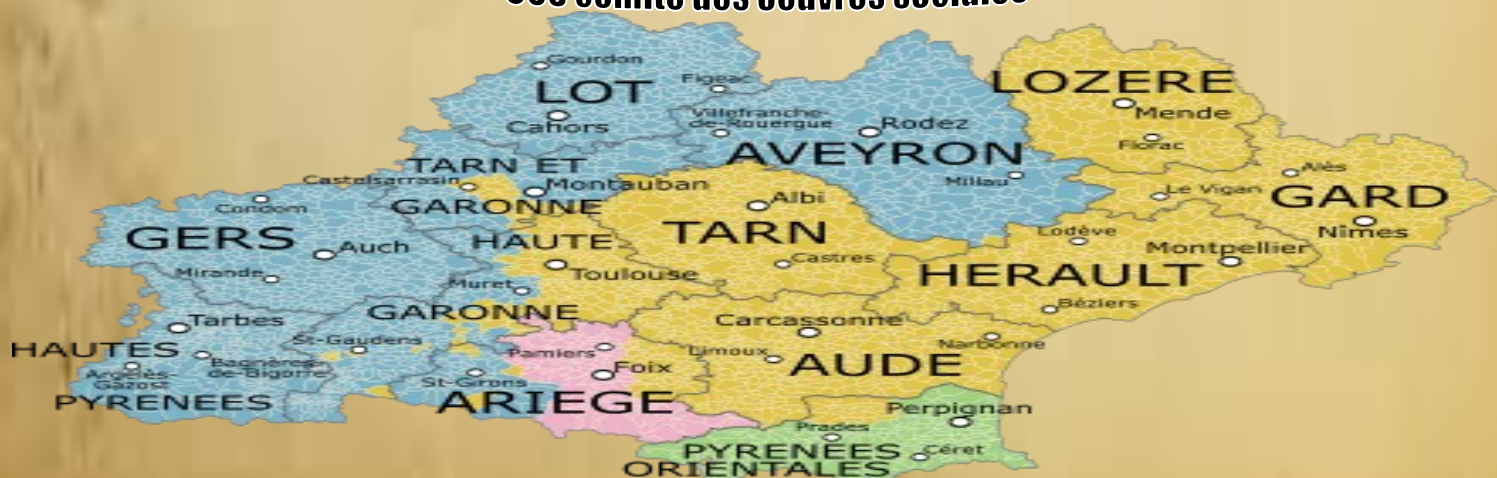 Gourdon
LOT
Figeac
Cahors
Villefranche-
de-Rouergue
Rodez
AVEYRON
Millau
LOZERE
Mende
Florac
Alès
Le Vigan
GARD
Nîmes
TARN ET
GARONNE
Castelsarrasin
Montauban
Condom
GERS
Auch
Mirande
HAUTE
GARONNE
Toulouse
Muret
St-Gaudens
Albi
TARN
Castres
Lodève
Montpellier
HERAULT
Béziers
Tarbes
HAUTES
PYRENEES
Argelès-
Gazost
Bagnères-
de-Bigorre
Pamiers
Foix
St-Girons
ARIEGE
Carcassonne
Limoux
Narbonne
AUDE
Perpignan
Prades
Céret
PYRENEES
ORIENTALES